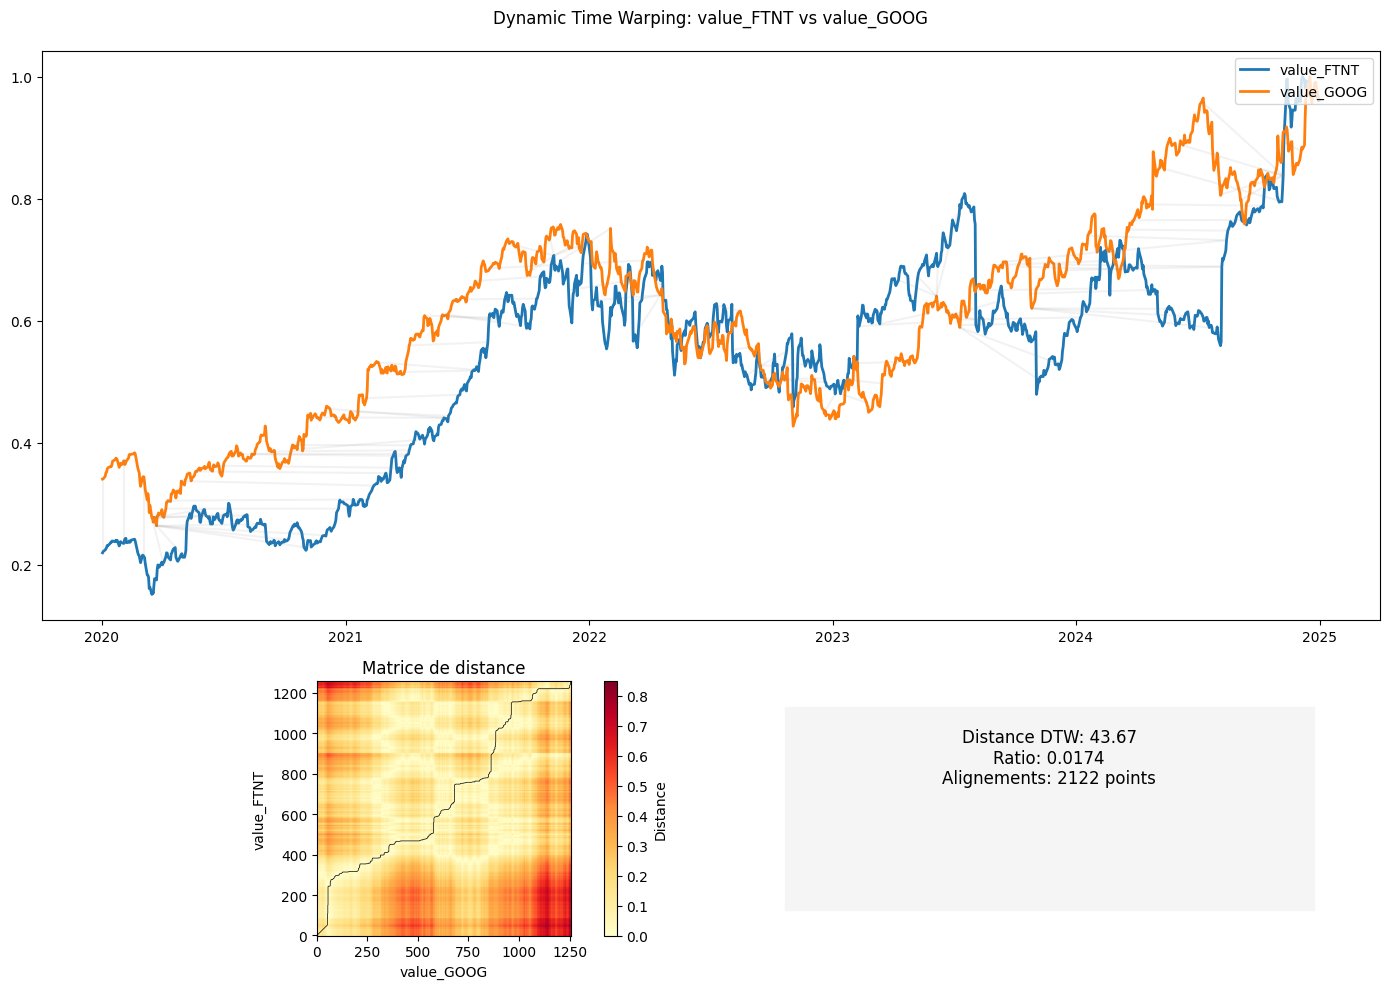 Dynamic Time Warping: value_FTNT vs value_GOOG
value_FTNT
value_GOOG
1.0
0.8
0.6
0.4
0.2
2020 2021 2022 2023 2024 2025
Matrice de distance
value_FTNT
1200
1000
800
600
400
200
0
0 250 500 750 1000 1250
value_GOOG
0.8
0.7
0.6
0.5
0.4
0.3
0.2
0.1
0.0
Distance
Distance DTW: 43.67
Ratio: 0.0174
Alignements: 2122 points